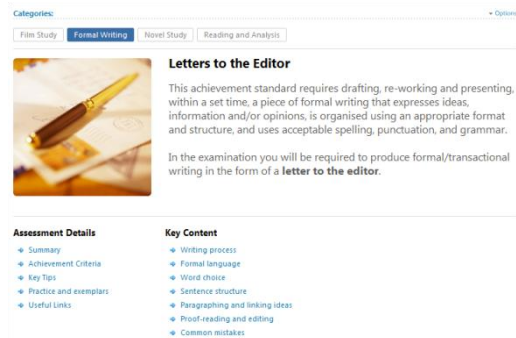 Categories:
Options
Film Study
Formal Writing
Novel Study
Reading and Analysis
Letters to the Editor
This achievement standard requires drafting, re-working and presenting,
within a set time, a piece of formal writing that expresses ideas,
information and/or opinions, is organised using an appropriate format
and structure, and uses acceptable spelling, punctuation, and grammar.
In the examination you will be required to produce formal/transactional
writing in the form of a letter to the editor.
Assessment Details
Summary
Achievement Criteria
Key Tips
Practice and exemplars
Useful Links
Key Content
Writing process
Formal language
Word choice
Sentence structure
Paragraphing and linking ideas
Proof-reading and editing
Common mistakes